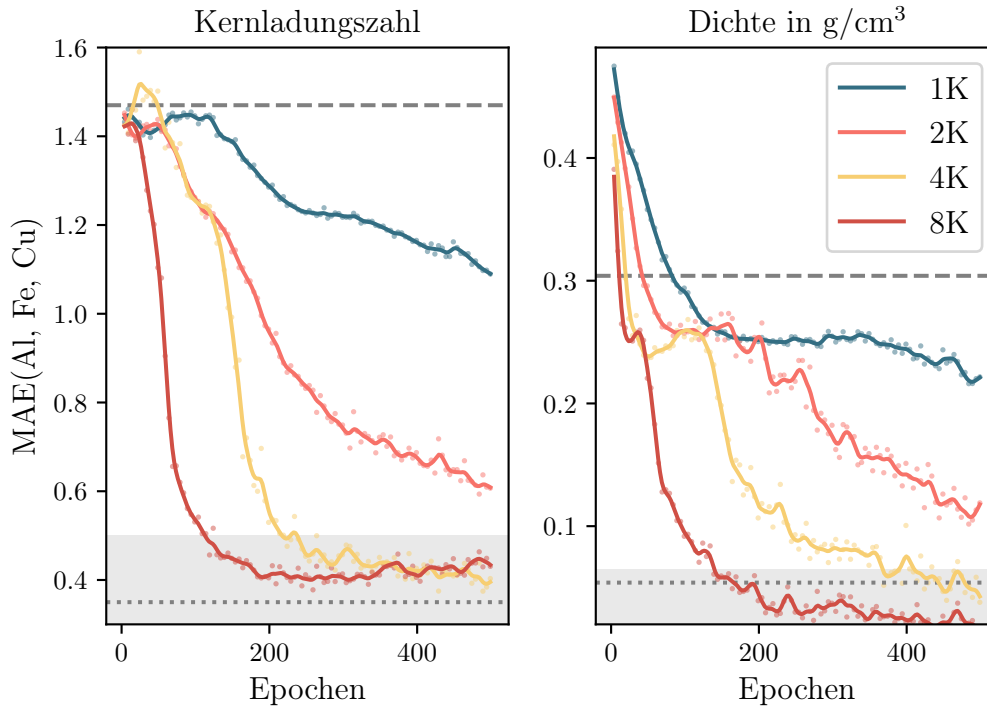 Kernladungszahl
Dichte in g/cm³
MAE(Al, Fe, Cu)
1.6
1.4
1.2
1.0
0.8
0.6
0.4
0
200
400
Epochen
0.4
0.3
0.2
0.1
0
200
400
Epochen
1K
2K
4K
8K